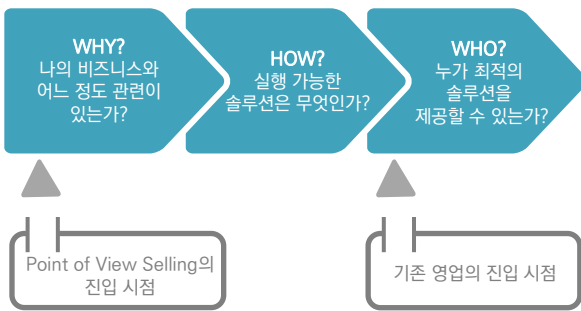 WHY?
나의 비즈니스와
어느 정도 관련이
있는가?
HOW?
실행 가능한
솔루션은 무엇인가?
WHO?
누가 최적의
솔루션을
제공할 수 있는가?
Point of View Selling의
진입 시점
기존 영업의 진입 시점